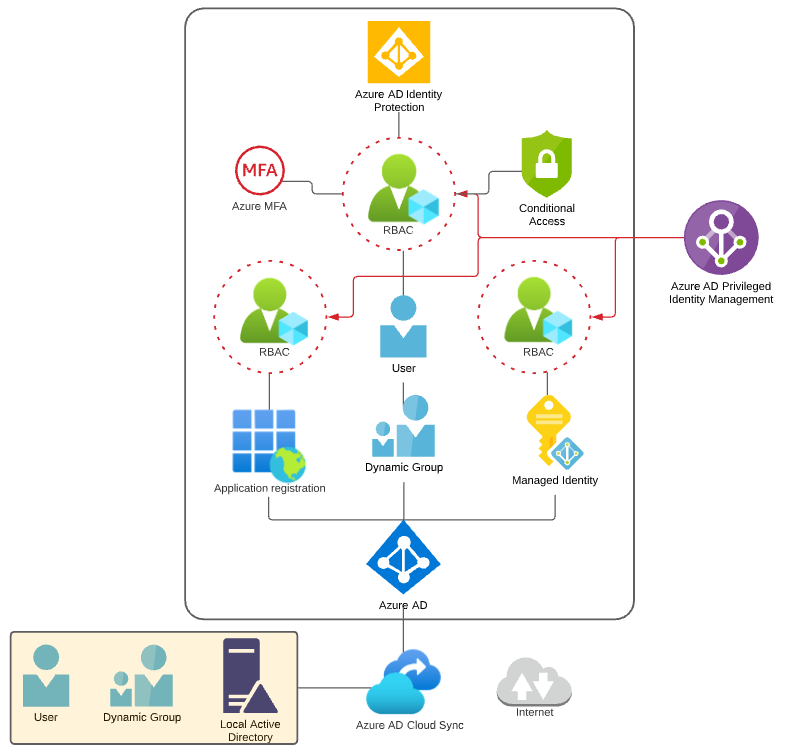 Azure AD Identity
Protection
MFA
Azure MFA
RBAC
Conditional
Access
Azure AD Privileged
Identity Management
RBAC
User
RBAC
Application registration
Dynamic Group
Managed Identity
Azure AD
User
Dynamic Group
Local Active
Directory
Azure AD Cloud Sync
Internet